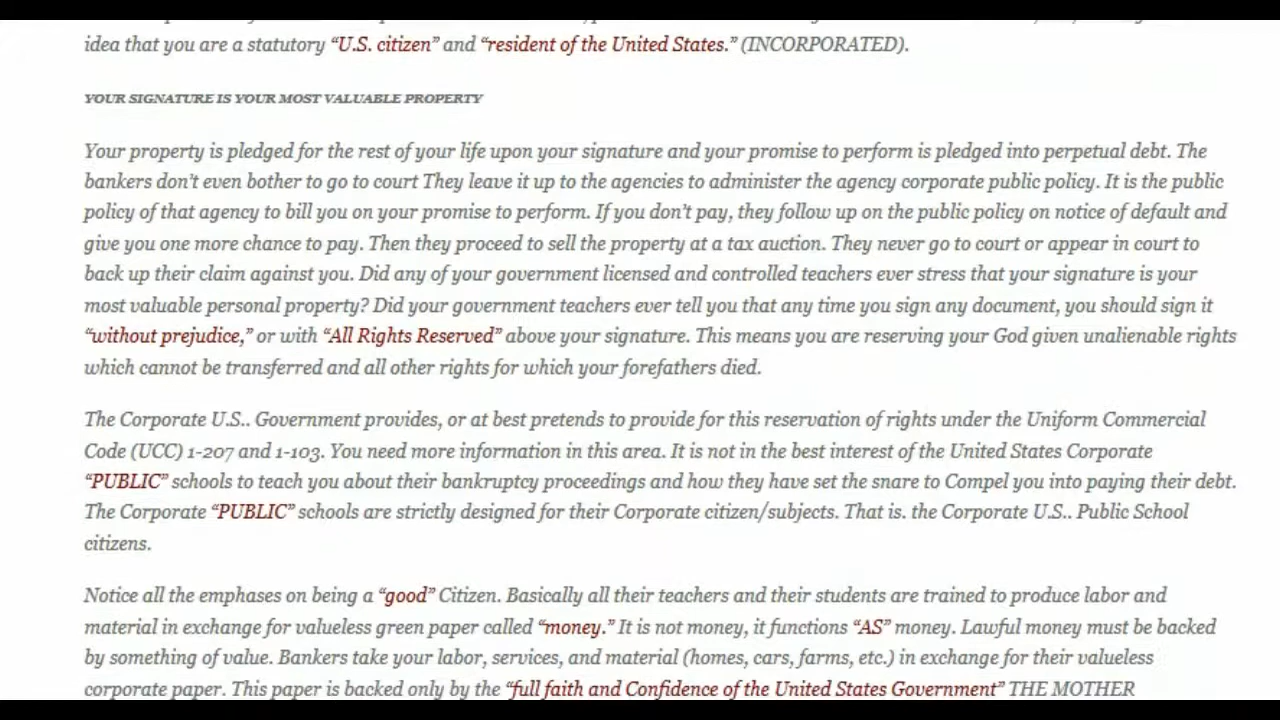 idea that you are a statutory “U.S. citizen” and “resident of the United States.” (INCORPORATED).
YOUR SIGNATURE IS YOUR MOST VALUABLE PROPERTY
Your property is pledged for the rest of your life upon your signature and your promise to perform is pledged into perpetual debt. The
bankers don’t even bother to go to court They leave it up to the agencies to administer the agency corporate public policy. It is the public
policy of that agency to bill you on your promise to perform. If you don’t pay, they follow up on the public policy on notice of default and
give you one more chance to pay. Then they proceed to sell the property at a tax auction. They never go to court or appear in court to
back up their claim against you. Did any of your government licensed and controlled teachers ever stress that your signature is your
most valuable personal property? Did your government teachers ever tell you that any time you sign any document, you should sign it
“without prejudice,” or with “All Rights Reserved” above your signature. This means you are reserving your God given unalienable rights
which cannot be transferred and all other rights for which your forefathers died.
The Corporate U.S.. Government provides, or at best pretends to provide for this reservation of rights under the Uniform Commercial
Code (UCC) 1-207 and 1-103. You need more information in this area. It is not in the best interest of the United States Corporate
“PUBLIC” schools to teach you about their bankruptcy proceedings and how they have set the snare to Compel you into paying their debt.
The Corporate “PUBLIC” schools are strictly designed for their Corporate citizen/subjects. That is. the Corporate U.S.. Public School
citizens.
Notice all the emphases on being a “good” Citizen. Basically all their teachers and their students are trained to produce labor and
material in exchange for valueless green paper called “money.” It is not money, it functions “AS” money. Lawful money must be backed
by something of value. Bankers take your labor, services, and material (homes, cars, farms, etc.) in exchange for their valueless
corporate paper. This paper is backed only by the “full faith and Confidence of the United States Government” THE MOTHER